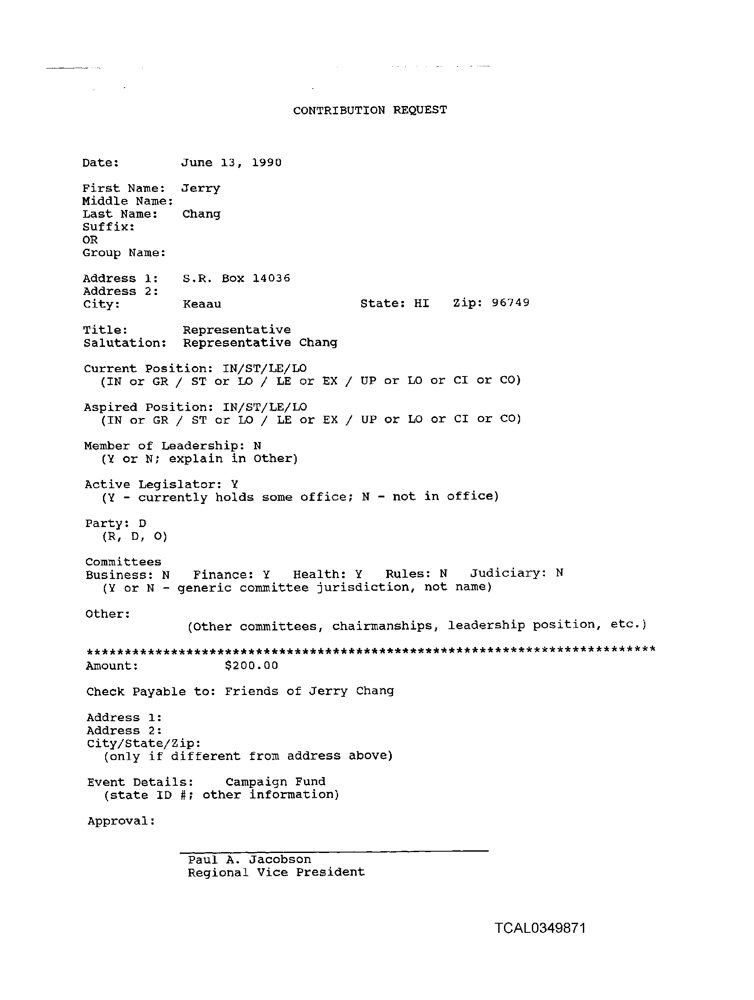 CONTRIBUTION REQUEST
Date: June 13, 1990
First Name: Jerry
Middle Name:
Last Name: Chang
Suffix:
OR
Group Name:
Address 1: S.R. Box 14036
Address 2:
City: Keaau State: HI Zip: 96749
Title: Representative
Salutation: Representative Chang
Current Position: IN/ST/LE/LO
(IN or GR / ST or LO / LE or EX / UP or LO or CI or CO)
Aspired Position: IN/ST/LE/LO
(IN or GR / ST or LO / LE or EX / UP or LO or CI or CO)
Member of Leadership: N
(Y or N; explain in Other)
Active Legislator: Y
(Y - currently holds some office; N - not in office)
Party: D
(R, D, O)
Committees
Business: N Finance: Y Health: Y Rules: N Judiciary: N
(Y or N - generic committee jurisdiction, not name)
Other:
(Other committees, chairmanships, leadership position, etc.)
**************************************************************************
Amount: $200.00
Check Payable to: Friends of Jerry Chang
Address 1:
Address 2:
City/State/Zip:
(only if different from address above)
Event Details: Campaign Fund
(state ID #; other information)
Approval:
Paul A. Jacobson
Regional Vice President
TCAL0349871